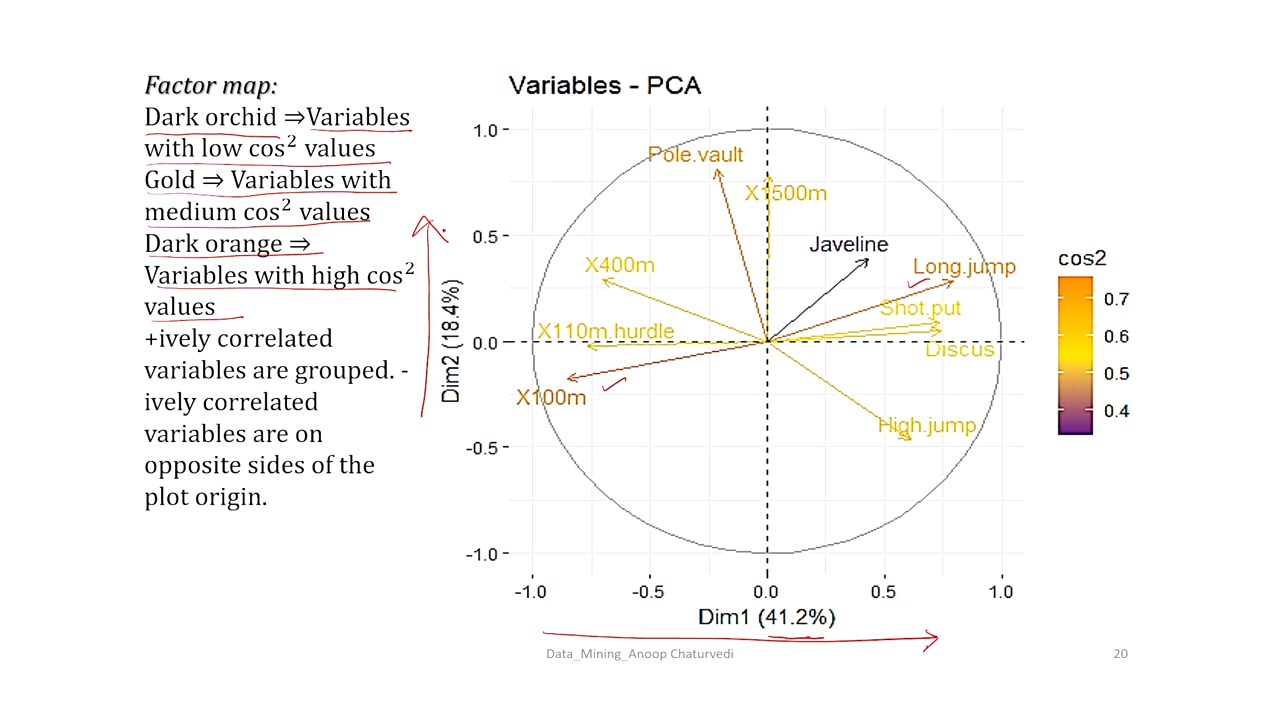 Factor map:
Dark orchid ⇒Variables
with low cos² values
Gold ⇒ Variables with
medium cos² values
Dark orange ⇒
Variables with high cos²
values
+ively correlated
variables are grouped. -
ively correlated
variables are on
opposite sides of the
plot origin.
Variables - PCA
1.0
0.5
0.0
-0.5
-1.0
Dim2 (18.4%)
Pole.vault
X1500m
Javeline
X400m
Long.jump
Shot.put
X110m.hurdle
Discus
X100m
High.jump
-1.0 -0.5 0.0 0.5 1.0
Dim1 (41.2%)
cos2
0.7
0.6
0.5
0.4
Data_Mining_Anoop Chaturvedi
20